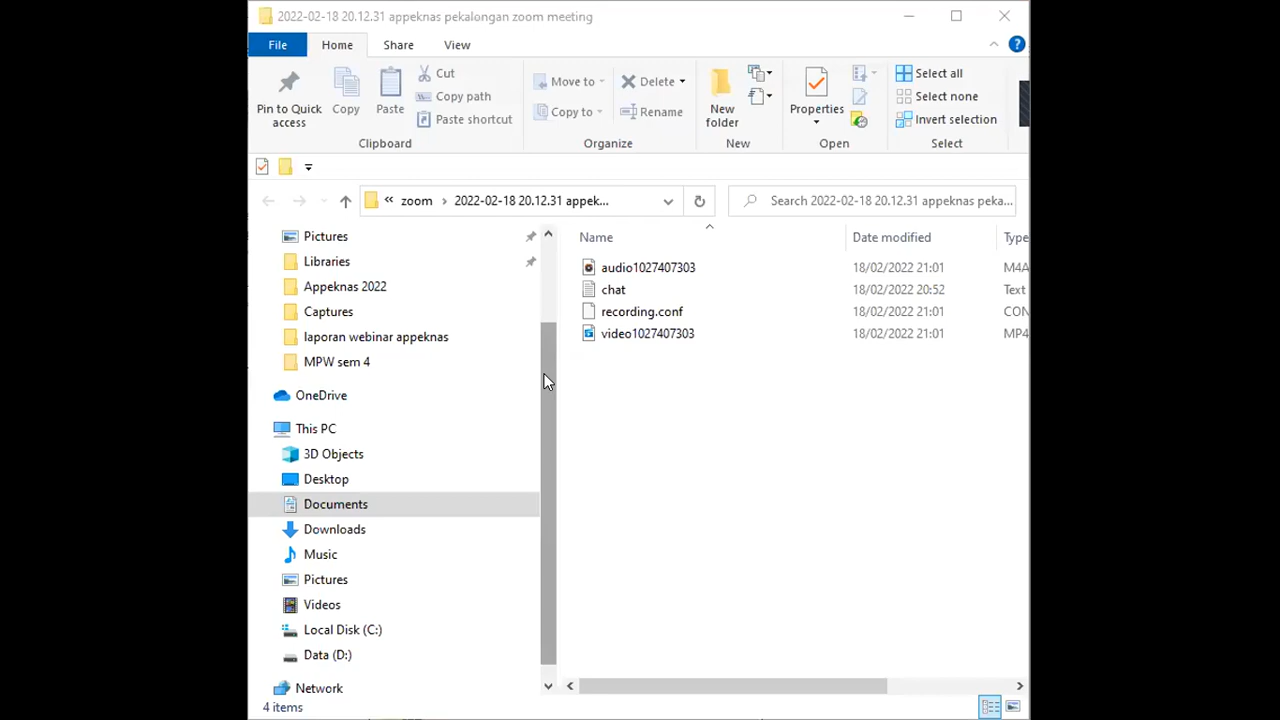 2022-02-18 20.12.31 appeknas pekalongan zoom meeting
File Home Share View
Pin to Quick access
Copy
Paste
Cut
Copy path
Paste shortcut
Clipboard
Move to
Copy to
Delete
Rename
Organize
New folder
New
Properties
Open
Select all
Select none
Invert selection
Select
« zoom > 2022-02-18 20.12.31 appek...
Search 2022-02-18 20.12.31 appeknas peka...
Pictures
Libraries
Appeknas 2022
Captures
laporan webinar appeknas
MPW sem 4
OneDrive
This PC
3D Objects
Desktop
Documents
Downloads
Music
Pictures
Videos
Local Disk (C:)
Data (D:)
Network
Name Date modified Type
audio1027407303 18/02/2022 21:01 M4A
chat 18/02/2022 20:52 Text
recording.conf 18/02/2022 21:01 CON
video1027407303 18/02/2022 21:01 MP4
4 items